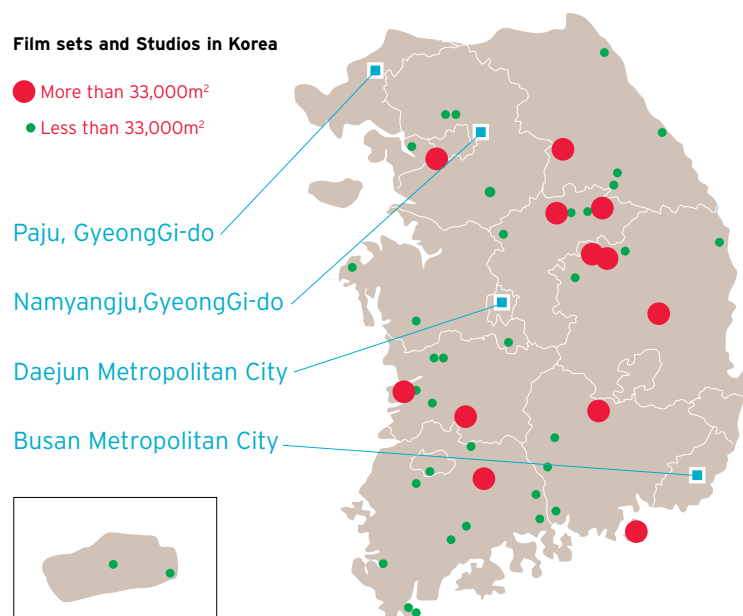 Film sets and Studios in Korea
More than 33,000m²
Less than 33,000m²
Paju, GyeongGi-do
Namyangju,GyeongGi-do
Daejun Metropolitan City
Busan Metropolitan City